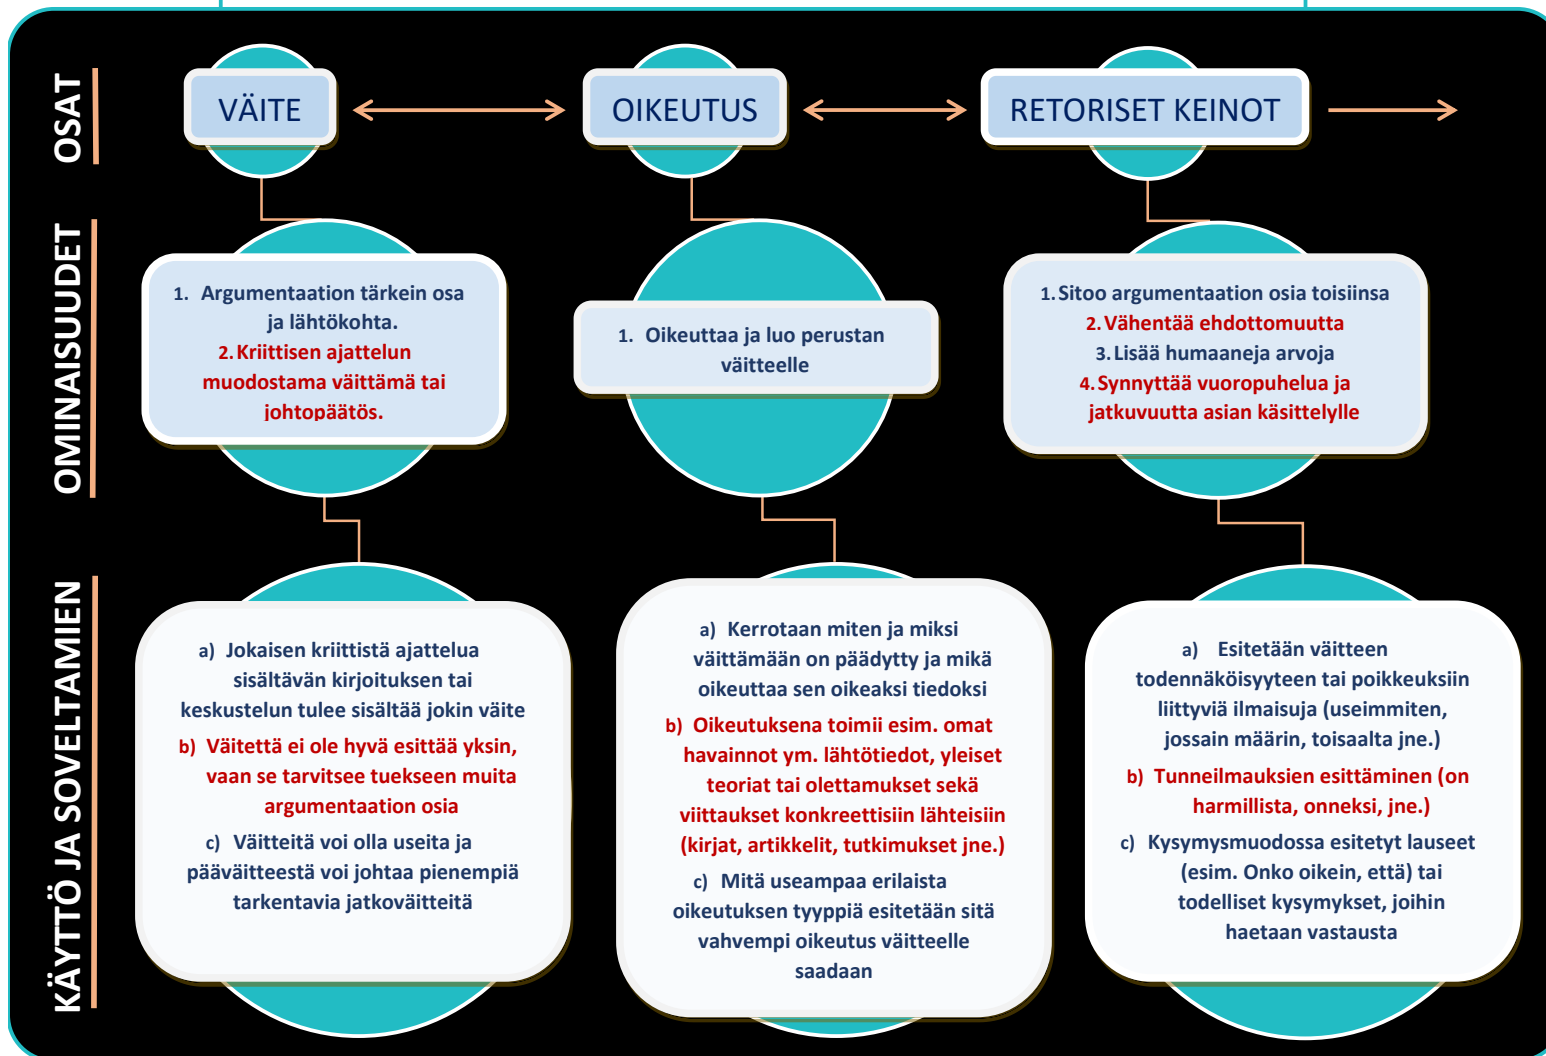 OSAT
VÄITE
OIKEUTUS
RETORISET KEINOT
OMINAISUUDET
1. Argumentaation tärkein osa
ja lähtökohta.
2. Kriittisen ajattelun
muodostama väittämä tai
johtopäätös.
1. Oikeuttaa ja luo perustan
väitteelle
1. Sitoo argumentaation osia toisiinsa
2. Vähentää ehdottomuutta
3. Lisää humaaneja arvoja
4. Synnyttää vuoropuhelua ja
jatkuvuutta asian käsittelylle
KÄYTTÖ JA SOVELTAMIEN
a) Jokaisen kriittistä ajattelua
sisältävän kirjoituksen tai
keskustelun tulee sisältää jokin väite
b) Väitettä ei ole hyvä esittää yksin,
vaan se tarvitsee tuekseen muita
argumentaation osia
c) Väitteitä voi olla useita ja
pääväitteestä voi johtaa pienempiä
tarkentavia jatkoväitteitä
a) Kerrotaan miten ja miksi
väittämään on päädytty ja mikä
oikeuttaa sen oikeaksi tiedoksi
b) Oikeutuksena toimii esim. omat
havainnot ym. lähtötiedot, yleiset
teoriat tai olettamukset sekä
viittaukset konkreettisiin lähteisiin
(kirjat, artikkelit, tutkimukset jne.)
c) Mitä useampaa erilaista
oikeutuksen tyyppiä esitetään sitä
vahvempi oikeutus väitteelle
saadaan
a) Esitetään väitteen
todennäköisyyteen tai poikkeuksiin
liittyviä ilmaisuja (useimmiten,
jossain määrin, toisaalta jne.)
b) Tunneilmauksien esittäminen (on
harmillista, onneksi, jne.)
c) Kysymysmuodossa esitetyt lauseet
(esim. Onko oikein, että) tai
todelliset kysymykset, joihin
haetaan vastausta